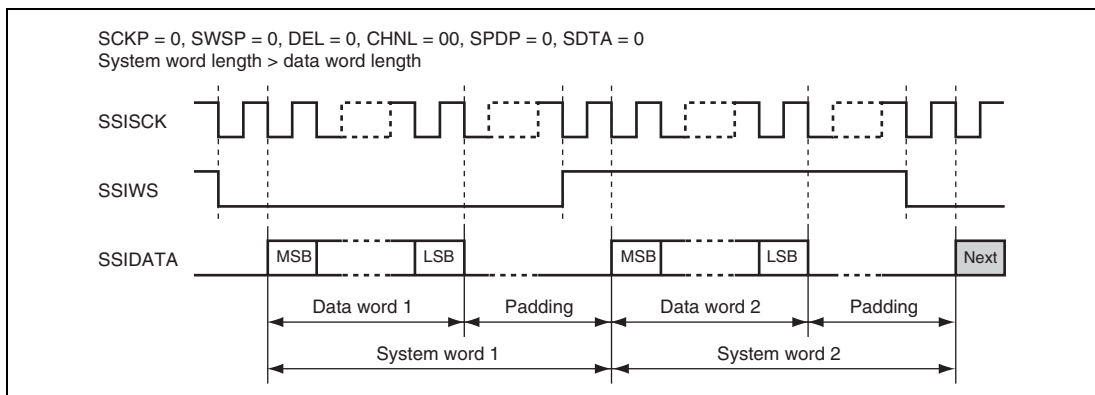 SCKP = 0, SWSP = 0, DEL = 0, CHNL = 00, SPDP = 0, SDTA = 0
System word length > data word length
SSISCK
SSIWS
SSIDATA
MSB LSB MSB LSB Next
Data word 1 Padding Data word 2 Padding
System word 1 System word 2